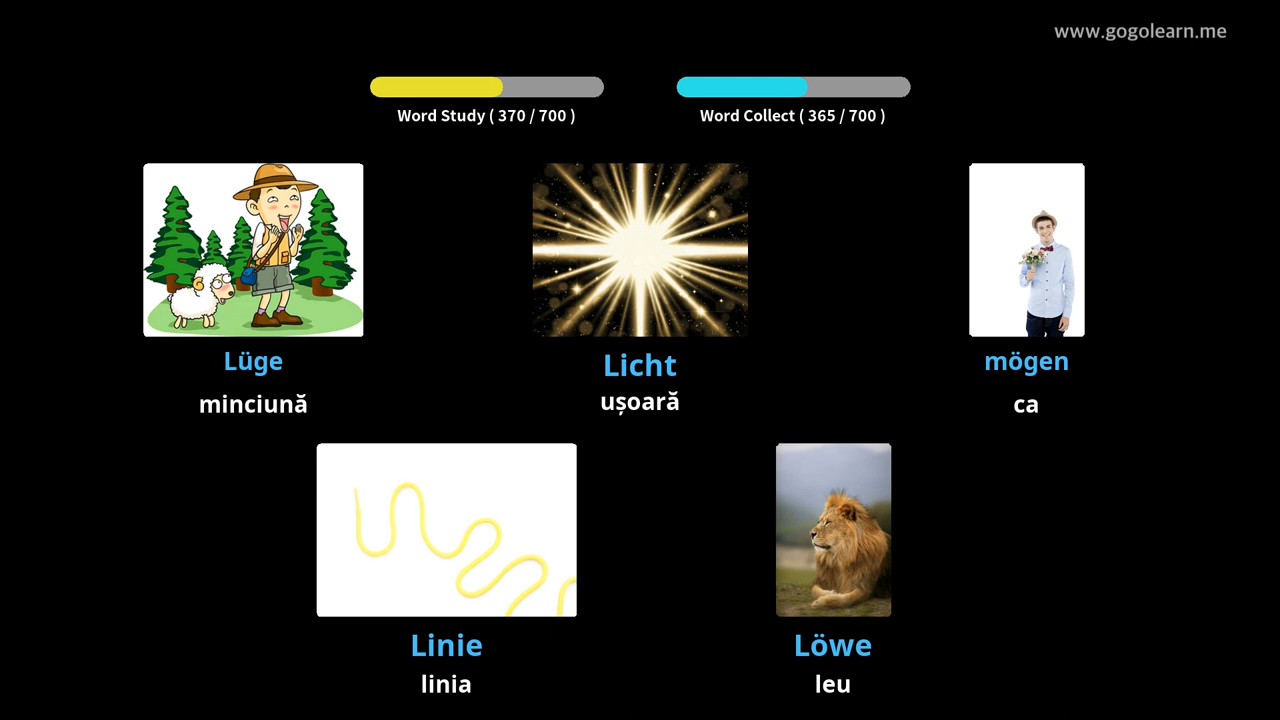 www.gogolearn.me
Word Study ( 370 / 700 )
Word Collect ( 365 / 700 )
Lüge
Licht
mögen
minciună
ușoară
ca
Linie
Löwe
linia
leu